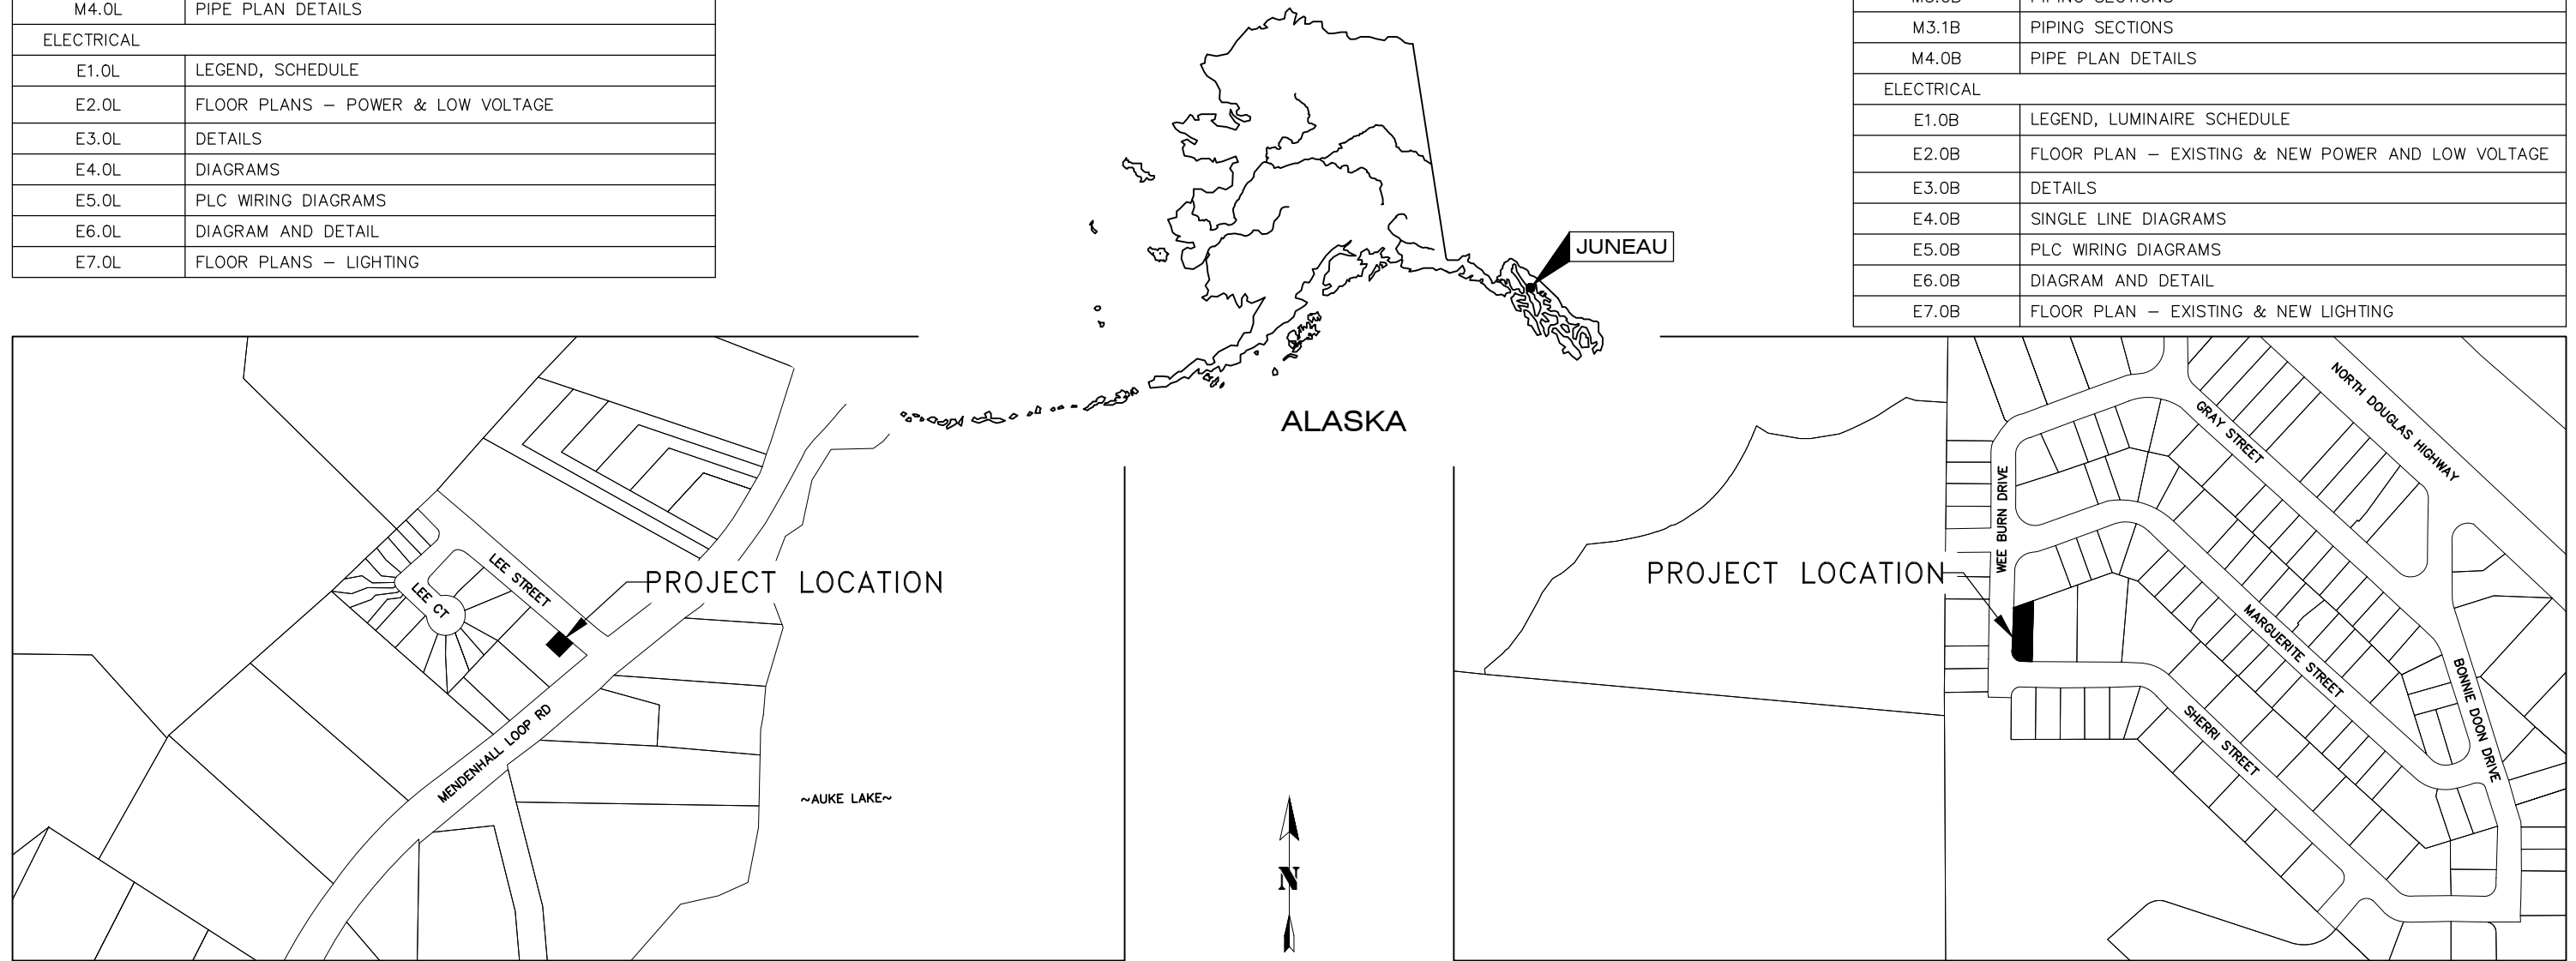 M4.0L PIPE PLAN DETAILS
ELECTRICAL
E1.0L LEGEND, SCHEDULE
E2.0L FLOOR PLANS – POWER & LOW VOLTAGE
E3.0L DETAILS
E4.0L DIAGRAMS
E5.0L PLC WIRING DIAGRAMS
E6.0L DIAGRAM AND DETAIL
E7.0L FLOOR PLANS – LIGHTING
M3.1B PIPING SECTIONS
M4.0B PIPE PLAN DETAILS
ELECTRICAL
E1.0B LEGEND, LUMINAIRE SCHEDULE
E2.0B FLOOR PLAN – EXISTING & NEW POWER AND LOW VOLTAGE
E3.0B DETAILS
E4.0B SINGLE LINE DIAGRAMS
E5.0B PLC WIRING DIAGRAMS
E6.0B DIAGRAM AND DETAIL
E7.0B FLOOR PLAN – EXISTING & NEW LIGHTING
JUNEAU
ALASKA
LEE STREET
LEE CT
PROJECT LOCATION
MENDENHALL LOOP RD
~AUKE LAKE~
N
NORTH DOUGLAS HIGHWAY
GRAY STREET
WEE BURN DRIVE
PROJECT LOCATION
MARGUERITE STREET
BONNIE DOON DRIVE
SHERRI STREET